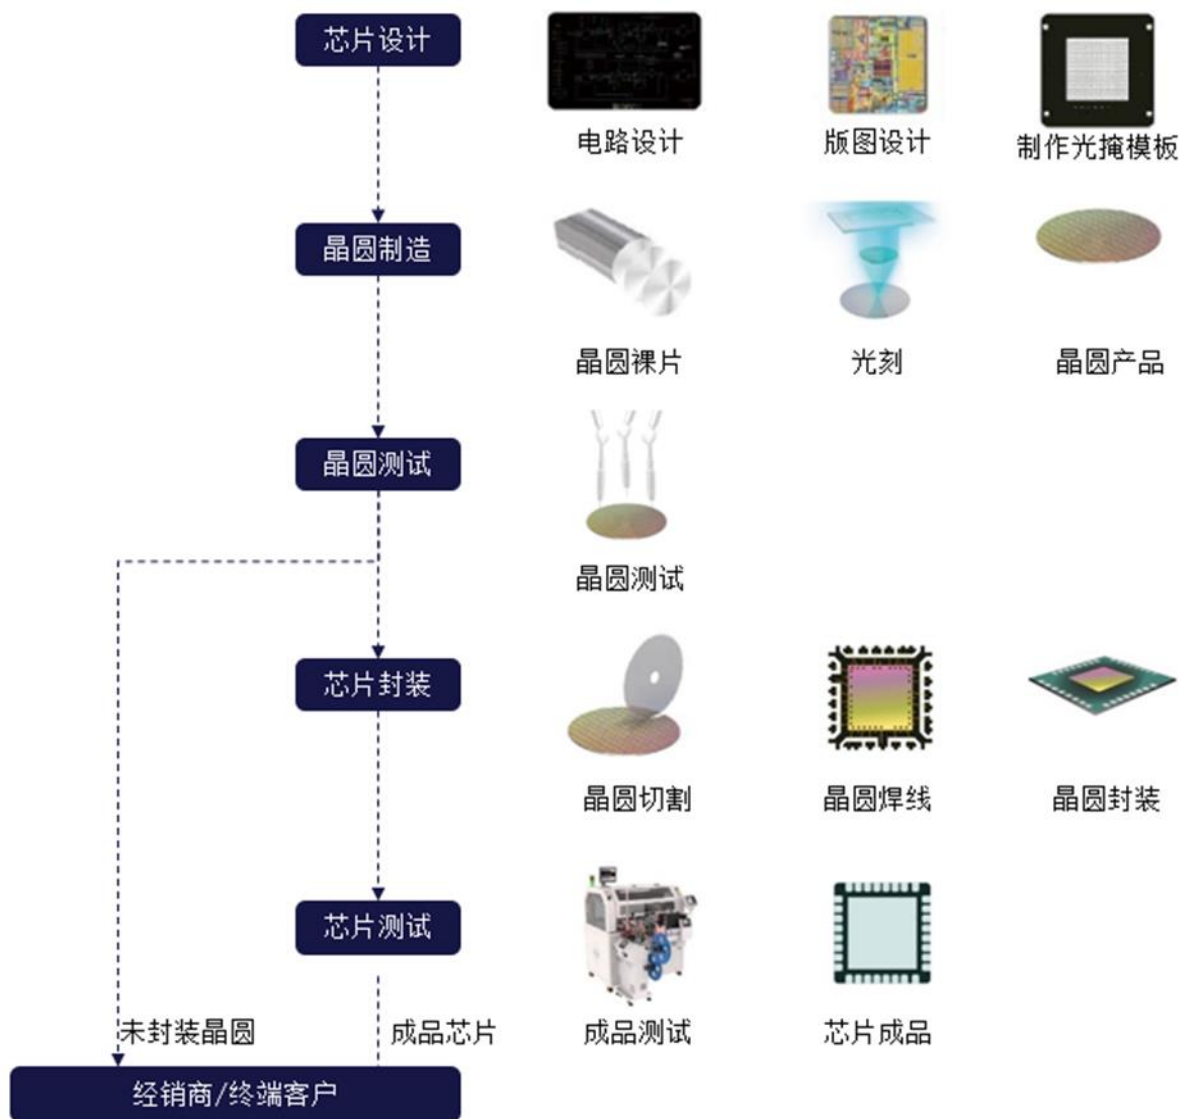 芯片设计
电路设计
版图设计
制作光掩模板
晶圆制造
晶圆裸片
光刻
晶圆产品
晶圆测试
晶圆测试
芯片封装
晶圆切割
晶圆焊线
晶圆封装
芯片测试
成品测试
芯片成品
未封装晶圆
成品芯片
经销商/终端客户